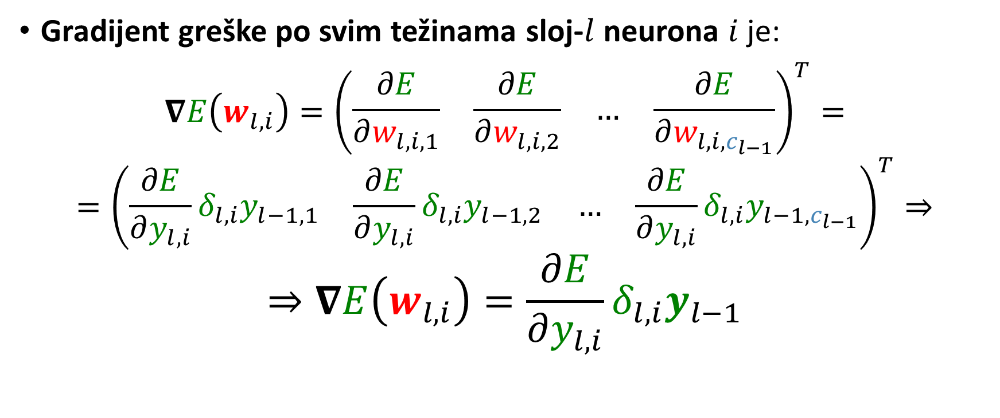 • Gradijent greške po svim težinama sloj-𝑙 neurona 𝑖 je:
𝛁𝐸(𝒘_{𝑙,𝑖}) = (∂𝐸/∂𝑤_{𝑙,𝑖,1} ∂𝐸/∂𝑤_{𝑙,𝑖,2} … ∂𝐸/∂𝑤_{𝑙,𝑖,𝑐_{𝑙−1}})^𝑇 =
= (∂𝐸/∂𝑦_{𝑙,𝑖} 𝛿_{𝑙,𝑖}𝑦_{𝑙−1,1} ∂𝐸/∂𝑦_{𝑙,𝑖} 𝛿_{𝑙,𝑖}𝑦_{𝑙−1,2} … ∂𝐸/∂𝑦_{𝑙,𝑖} 𝛿_{𝑙,𝑖}𝑦_{𝑙−1,𝑐_{𝑙−1}})^𝑇 ⇒
⇒ 𝛁𝐸(𝒘_{𝑙,𝑖}) = ∂𝐸/∂𝑦_{𝑙,𝑖} 𝛿_{𝑙,𝑖}𝒚_{𝑙−1}